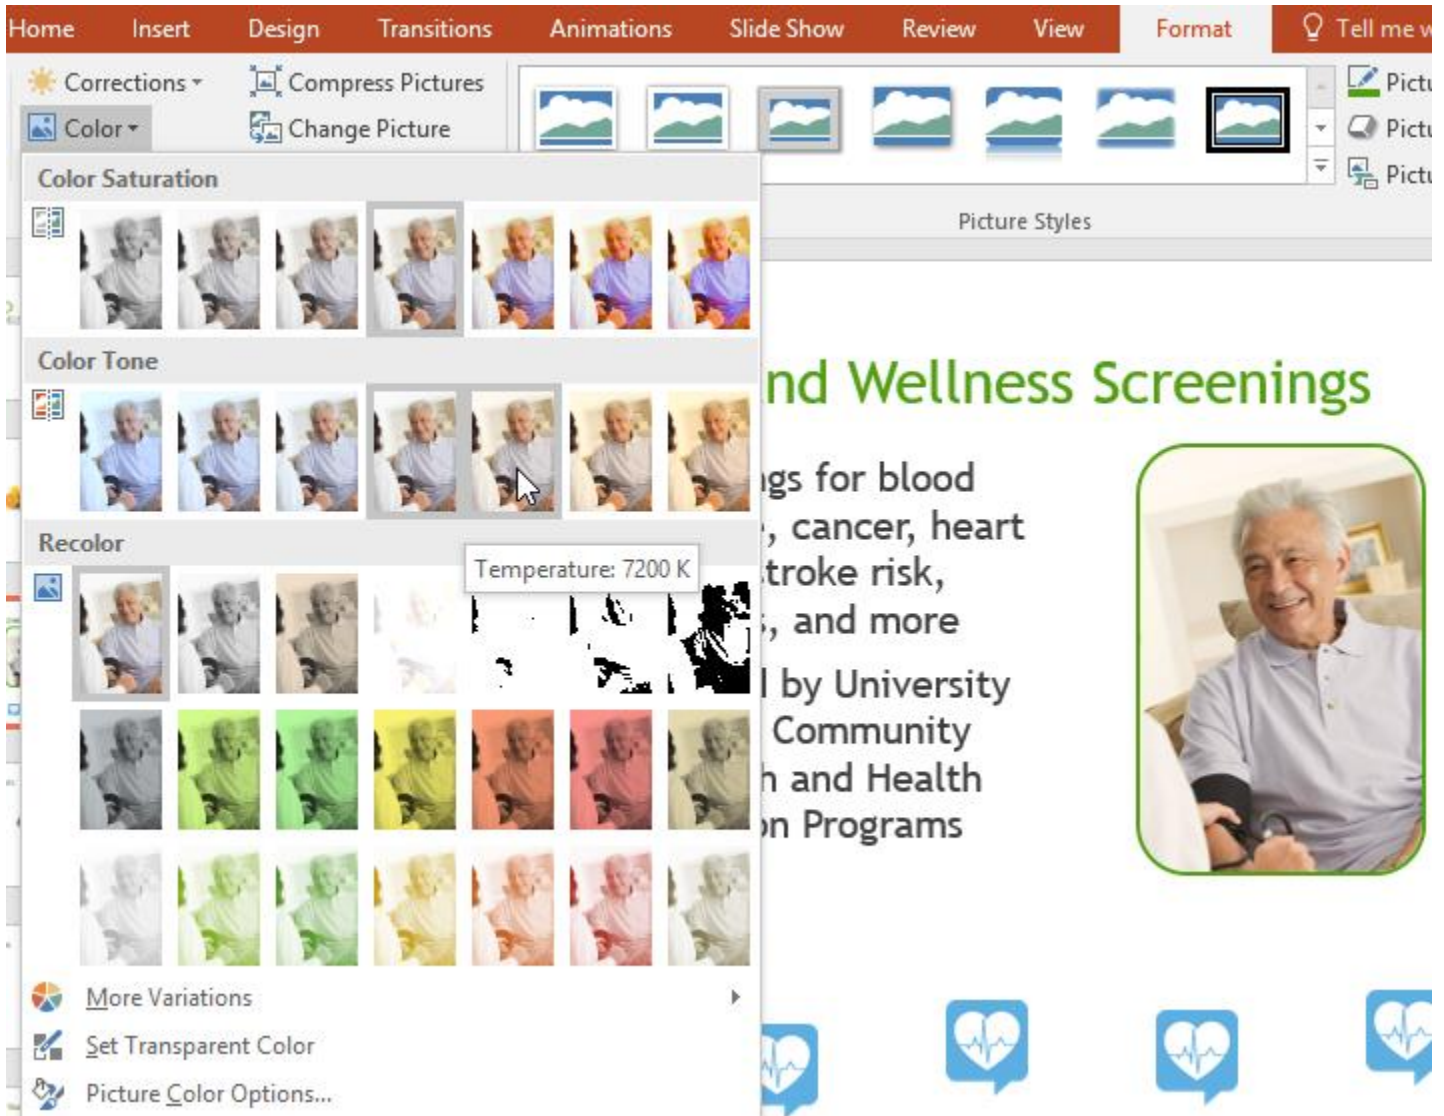 Home Insert Design Transitions Animations Slide Show Review View Format Tell me w
Corrections Compress Pictures
Color Change Picture
Pictu
Pictu
Pictu
Picture Styles
Color Saturation
Color Tone
Temperature: 7200 K
Recolor
More Variations
Set Transparent Color
Picture Color Options...
nd Wellness Screenings
ngs for blood
, cancer, heart
troke risk,
s, and more
d by University
Community
h and Health
on Programs